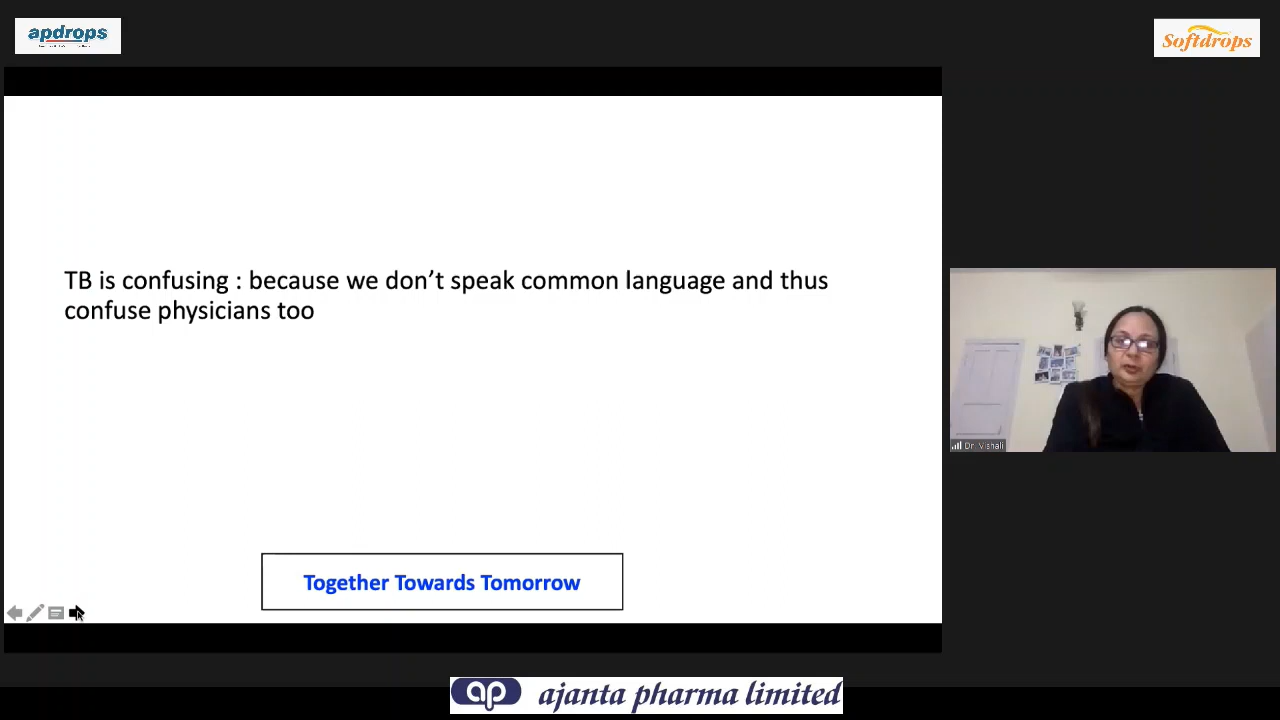 apdrops
Softdrops
TB is confusing : because we don’t speak common language and thus
confuse physicians too
Dr. Vishali
Together Towards Tomorrow
ap ajanta pharma limited